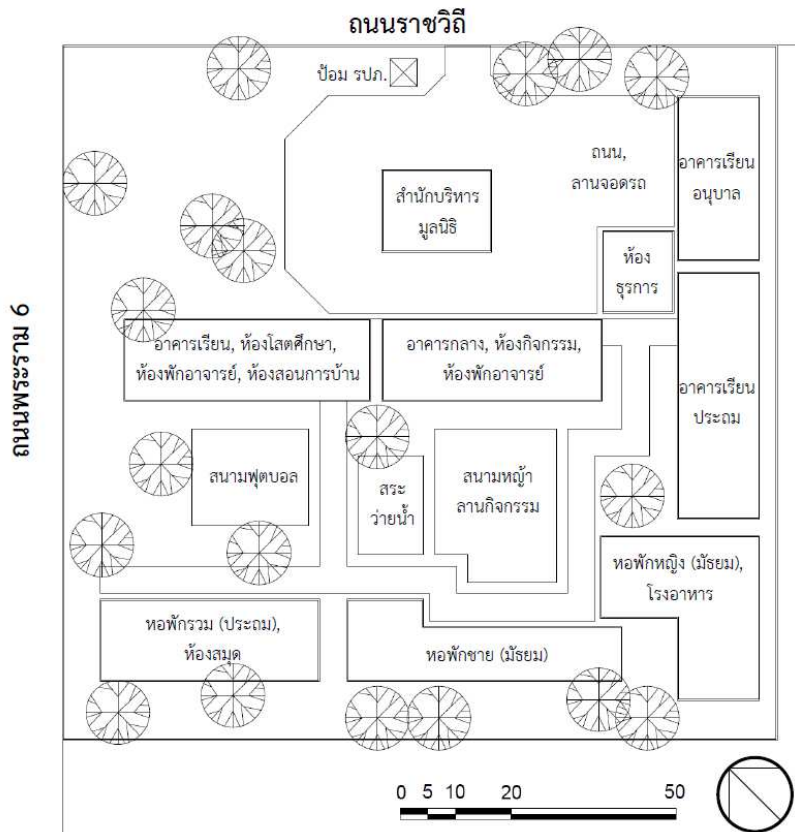 ถนนราชวิถี
ป้อม รปภ.
ถนน,
ลานจอดรถ
อาคารเรียน
อนุบาล
สำนักบริหาร
มูลนิธิ
ห้อง
ธุรการ
ถนนพระราม 6
อาคารเรียน, ห้องโสตศึกษา,
ห้องพักอาจารย์, ห้องสอนการบ้าน
อาคารกลาง, ห้องกิจกรรม,
ห้องพักอาจารย์
อาคารเรียน
ประถม
สนามฟุตบอล
สระ
ว่ายน้ำ
สนามหญ้า
ลานกิจกรรม
หอพักหญิง (มัธยม),
โรงอาหาร
หอพักรวม (ประถม),
ห้องสมุด
หอพักชาย (มัธยม)
0 5 10 20 50